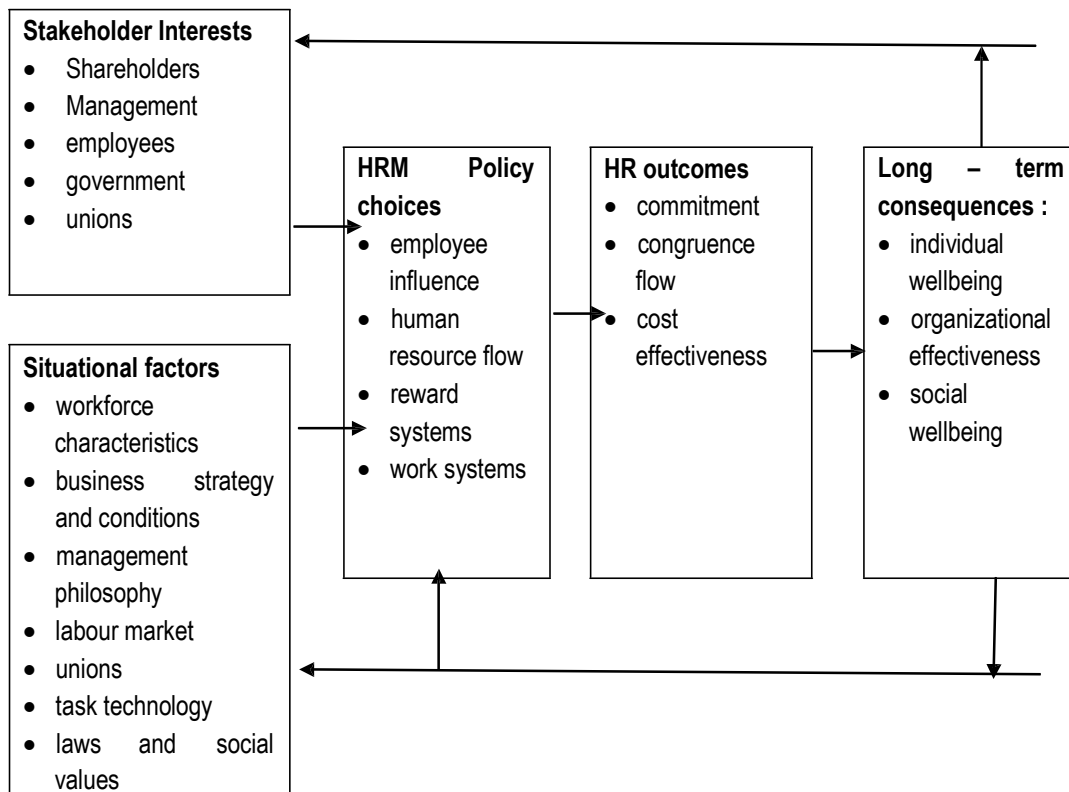 Stakeholder Interests
• Shareholders
• Management
• employees
• government
• unions
Situational factors
• workforce
characteristics
• business strategy
and conditions
• management
philosophy
• labour market
• unions
• task technology
• laws and social
values
HRM Policy
choices
• employee
influence
• human
resource flow
• reward
systems
• work systems
HR outcomes
• commitment
• congruence
flow
• cost
effectiveness
Long – term
consequences :
• individual
wellbeing
• organizational
effectiveness
• social
wellbeing